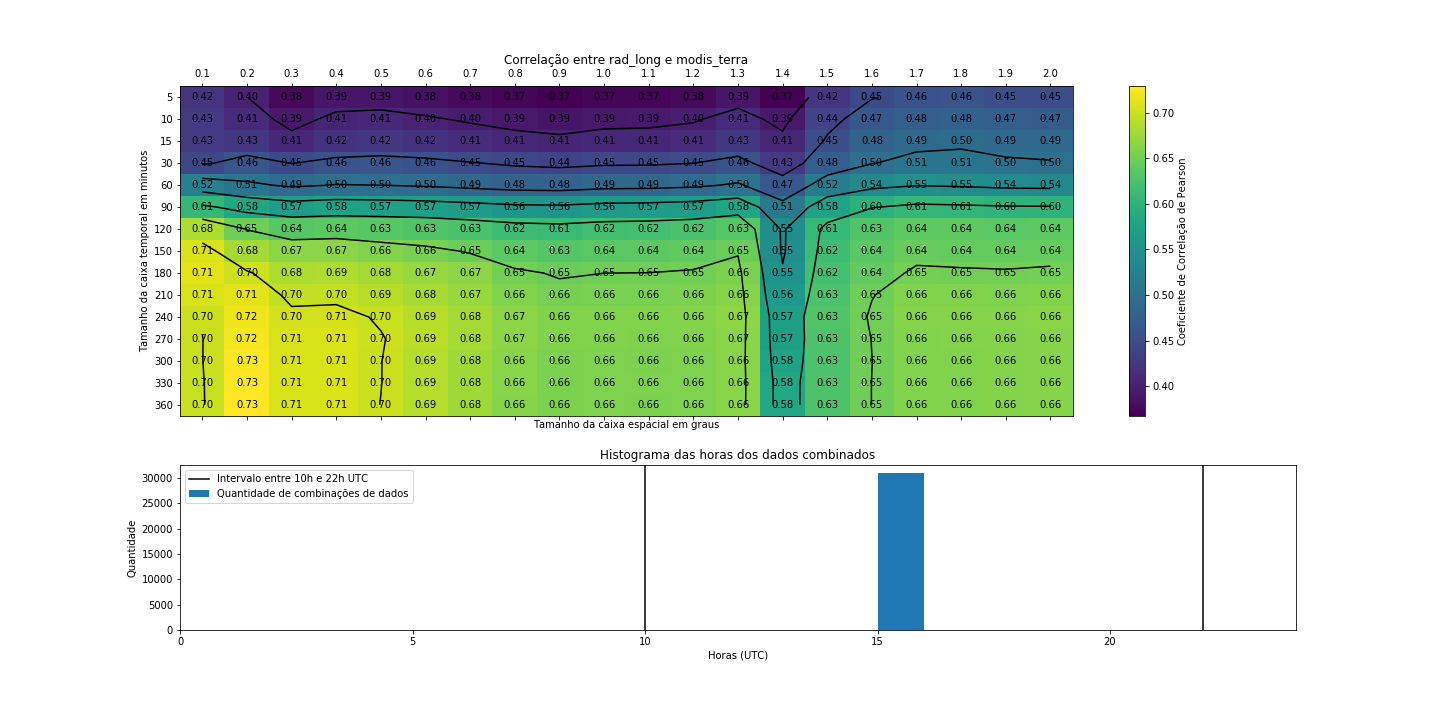 Correlação entre rad_long e modis_terra
0.1 0.2 0.3 0.4 0.5 0.6 0.7 0.8 0.9 1.0 1.1 1.2 1.3 1.4 1.5 1.6 1.7 1.8 1.9 2.0
5 0.42 0.40 0.38 0.39 0.39 0.38 0.38 0.37 0.37 0.37 0.37 0.38 0.39 0.37 0.42 0.45 0.46 0.46 0.45 0.45
10 0.43 0.41 0.39 0.41 0.41 0.40 0.40 0.39 0.39 0.39 0.39 0.40 0.41 0.39 0.44 0.47 0.48 0.48 0.47 0.47
15 0.43 0.43 0.41 0.42 0.42 0.42 0.41 0.41 0.41 0.41 0.41 0.41 0.43 0.41 0.45 0.48 0.49 0.50 0.49 0.49
30 0.45 0.46 0.45 0.46 0.46 0.46 0.45 0.45 0.44 0.45 0.45 0.45 0.46 0.43 0.48 0.50 0.51 0.51 0.50 0.50
60 0.52 0.51 0.49 0.50 0.50 0.50 0.49 0.48 0.48 0.49 0.49 0.49 0.50 0.47 0.52 0.54 0.55 0.55 0.54 0.54
90 0.61 0.58 0.56 0.57 0.57 0.57 0.56 0.56 0.55 0.56 0.56 0.56 0.58 0.51 0.58 0.60 0.61 0.61 0.60 0.60
120 0.68 0.65 0.64 0.64 0.63 0.63 0.63 0.62 0.61 0.62 0.62 0.62 0.63 0.55 0.61 0.63 0.64 0.64 0.64 0.64
150 0.71 0.68 0.67 0.67 0.66 0.66 0.65 0.64 0.63 0.64 0.64 0.64 0.65 0.55 0.62 0.64 0.64 0.64 0.64 0.64
180 0.71 0.70 0.68 0.69 0.68 0.67 0.67 0.65 0.65 0.65 0.65 0.65 0.66 0.55 0.62 0.64 0.65 0.65 0.65 0.65
210 0.71 0.71 0.70 0.70 0.69 0.68 0.67 0.66 0.66 0.66 0.66 0.66 0.66 0.56 0.63 0.65 0.66 0.66 0.66 0.66
240 0.70 0.72 0.70 0.71 0.70 0.69 0.68 0.67 0.66 0.66 0.66 0.66 0.67 0.57 0.63 0.65 0.66 0.66 0.66 0.66
270 0.70 0.72 0.71 0.71 0.70 0.69 0.68 0.67 0.66 0.66 0.66 0.66 0.67 0.57 0.63 0.65 0.66 0.66 0.66 0.66
300 0.70 0.73 0.71 0.71 0.70 0.69 0.68 0.66 0.66 0.66 0.66 0.66 0.66 0.58 0.63 0.65 0.66 0.66 0.66 0.66
330 0.70 0.73 0.71 0.71 0.70 0.69 0.68 0.66 0.66 0.66 0.66 0.66 0.66 0.58 0.63 0.65 0.66 0.66 0.66 0.66
360 0.70 0.73 0.71 0.71 0.70 0.69 0.68 0.66 0.66 0.66 0.66 0.66 0.66 0.58 0.63 0.65 0.66 0.66 0.66 0.66
Tamanho da caixa temporal em minutos
Tamanho da caixa espacial em graus
0.70
0.65
0.60
0.55
0.50
0.45
0.40
Coeficiente de Correlação de Pearson
Histograma das horas dos dados combinados
Intervalo entre 10h e 22h UTC
Quantidade de combinações de dados
30000
25000
20000
15000
10000
5000
0
Quantidade
0 5 10 15 20
Horas (UTC)